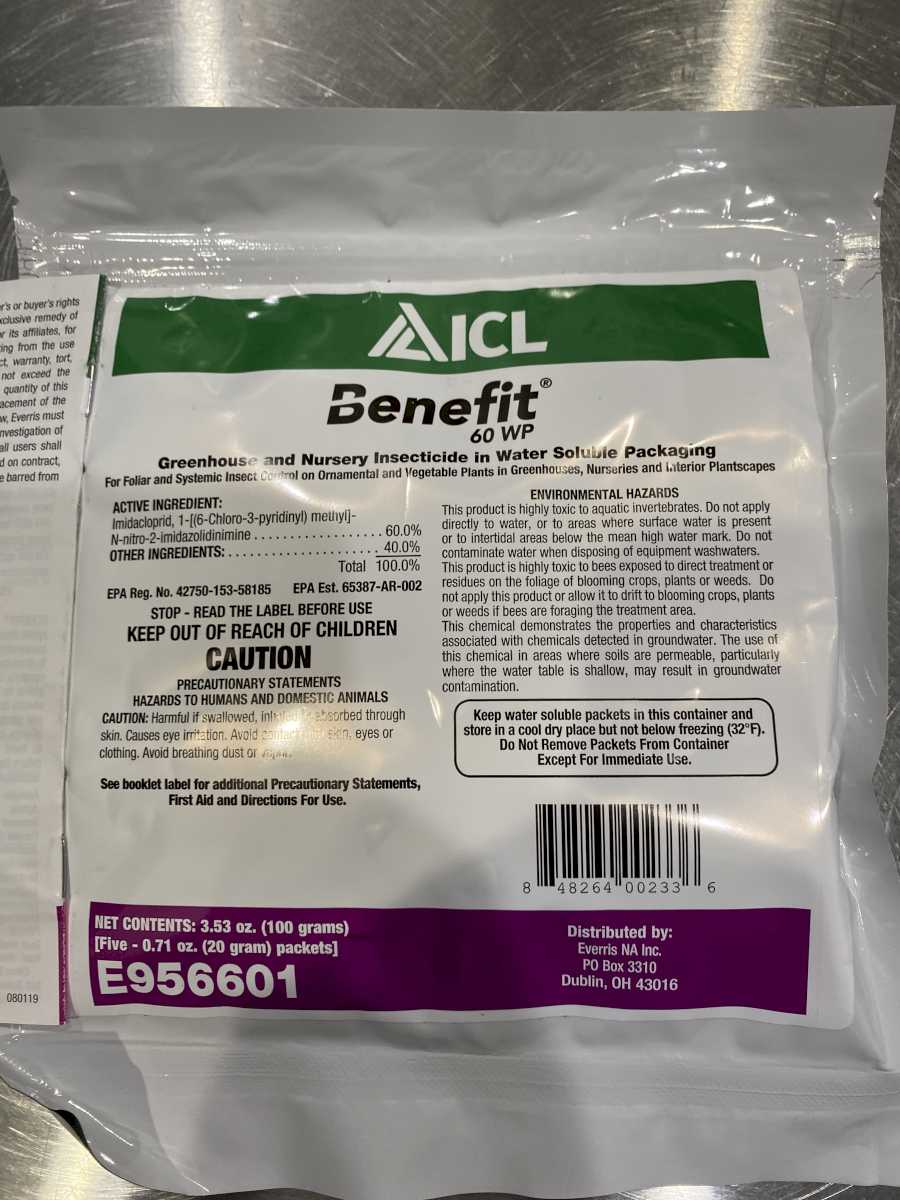 r's or buyer's rights
xclusive remedy of
r its affiliates, for
ing from the use
ct, warranty, tort,
not exceed the
quantity of this
acement of the
w, Everris must
nvestigation of
all users shall
d on contract,
e barred from
080119
ICL
Benefit®
60 WP
Greenhouse and Nursery Insecticide in Water Soluble Packaging
For Foliar and Systemic Insect Control on Ornamental and Vegetable Plants in Greenhouses, Nurseries and Interior Plantscapes
ACTIVE INGREDIENT:
Imidacloprid, 1-[(6-Chloro-3-pyridinyl) methyl]-
N-nitro-2-imidazolidinimine . . . . . . . . . . . . . . . . . . 60.0%
OTHER INGREDIENTS: . . . . . . . . . . . . . . . . . . . . . . 40.0%
Total 100.0%
EPA Reg. No. 42750-153-58185 EPA Est. 65387-AR-002
STOP - READ THE LABEL BEFORE USE
KEEP OUT OF REACH OF CHILDREN
CAUTION
PRECAUTIONARY STATEMENTS
HAZARDS TO HUMANS AND DOMESTIC ANIMALS
CAUTION: Harmful if swallowed, inhaled absorbed through
skin. Causes eye irritation. Avoid contact skin, eyes or
clothing. Avoid breathing dust or
See booklet label for additional Precautionary Statements,
First Aid and Directions For Use.
ENVIRONMENTAL HAZARDS
This product is highly toxic to aquatic invertebrates. Do not apply
directly to water, or to areas where surface water is present
or to intertidal areas below the mean high water mark. Do not
contaminate water when disposing of equipment washwaters.
This product is highly toxic to bees exposed to direct treatment or
residues on the foliage of blooming crops, plants or weeds. Do
not apply this product or allow it to drift to blooming crops, plants
or weeds if bees are foraging the treatment area.
This chemical demonstrates the properties and characteristics
associated with chemicals detected in groundwater. The use of
this chemical in areas where soils are permeable, particularly
where the water table is shallow, may result in groundwater
contamination.
Keep water soluble packets in this container and
store in a cool dry place but not below freezing (32°F).
Do Not Remove Packets From Container
Except For Immediate Use.
8 48264 00233 6
NET CONTENTS: 3.53 oz. (100 grams)
[Five - 0.71 oz. (20 gram) packets]
E956601
Distributed by:
Everris NA Inc.
PO Box 3310
Dublin, OH 43016